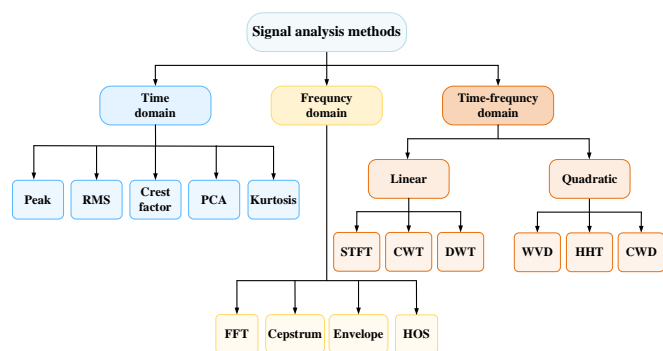 Signal analysis methods
Time
domain
Frequncy
domain
Time-frequncy
domain
Peak
RMS
Crest
factor
PCA
Kurtosis
Linear
Quadratic
STFT
CWT
DWT
WVD
HHT
CWD
FFT
Cepstrum
Envelope
HOS